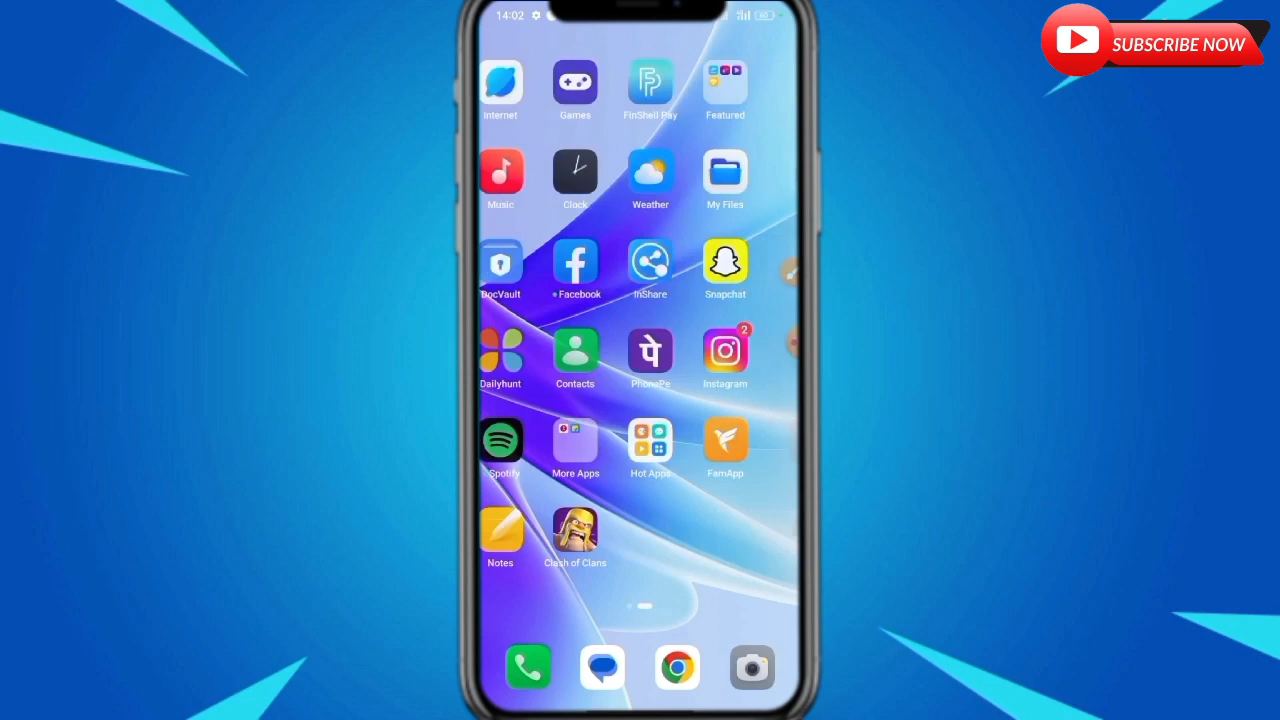 14:02
60
SUBSCRIBE NOW
Internet
Games
FinShell Pay
Featured
Music
Clock
Weather
My Files
DocVault
Facebook
InShare
Snapchat
2
Dailyhunt
Contacts
पे
PhonePe
Instagram
Spotify
More Apps
Hot Apps
FamApp
Notes
Clash of Clans